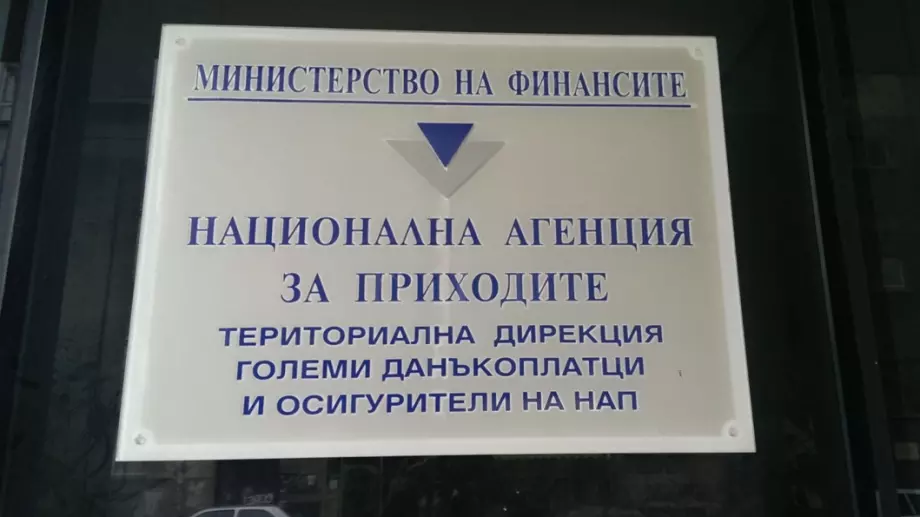 МИНИСТЕРСТВО НА ФИНАНСИТЕ
НАЦИОНАЛНА АГЕНЦИЯ
ЗА ПРИХОДИТЕ
ТЕРИТОРИАЛНА ДИРЕКЦИЯ
ГОЛЕМИ ДАНЪКОПЛАТЦИ
И ОСИГУРИТЕЛИ НА НАП